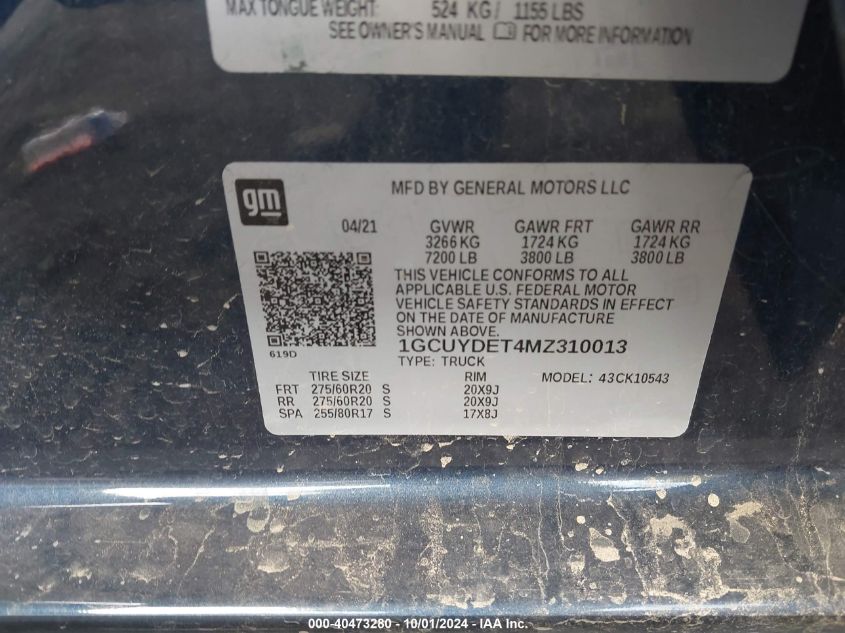 MAX TONGUE WEIGHT: 524 KG/ 1155 LBS
SEE OWNER'S MANUAL FOR MORE INFORMATION
gm
MFD BY GENERAL MOTORS LLC
04/21 GVWR GAWR FRT GAWR RR
3266 KG 1724 KG 1724 KG
7200 LB 3800 LB 3800 LB
THIS VEHICLE CONFORMS TO ALL
APPLICABLE U.S. FEDERAL MOTOR
VEHICLE SAFETY STANDARDS IN EFFECT
ON THE DATE OF MANUFACTURE
SHOWN ABOVE.
619D
1GCUYDET4MZ310013
TYPE: TRUCK
TIRE SIZE RIM MODEL: 43CK10543
FRT 275/60R20 S 20X9J
RR 275/60R20 S 20X9J
SPA 255/80R17 S 17X8J
000-40473280 - 10/01/2024 - IAA Inc.